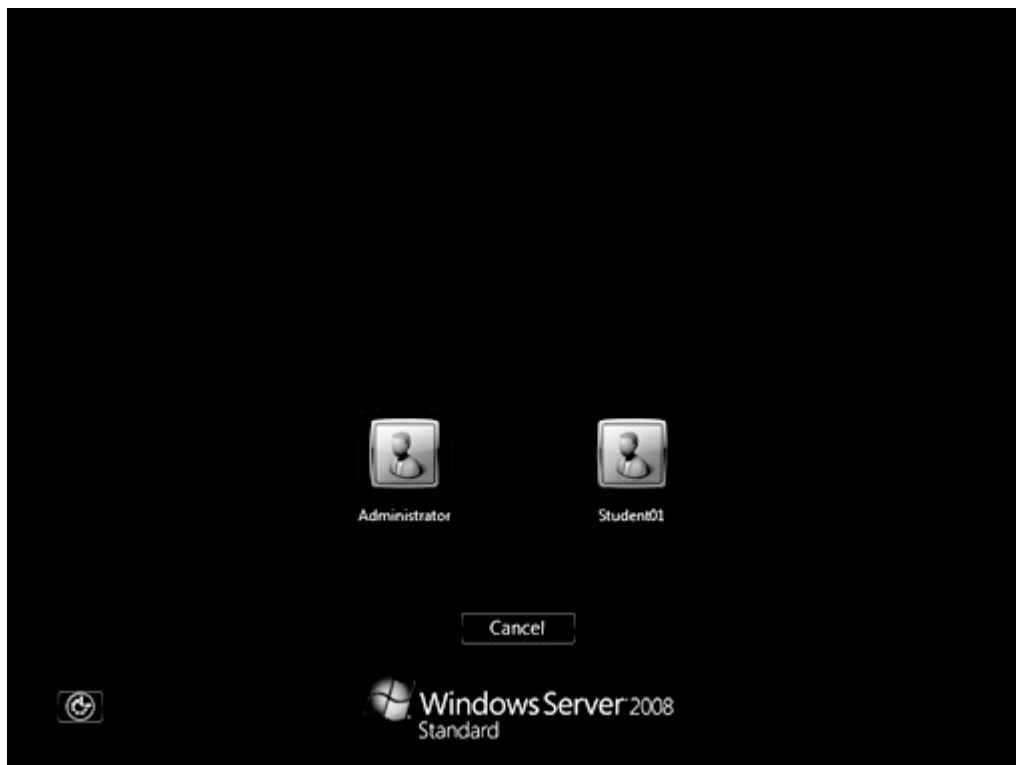 Administrator
Student01
Cancel
Windows Server 2008
Standard